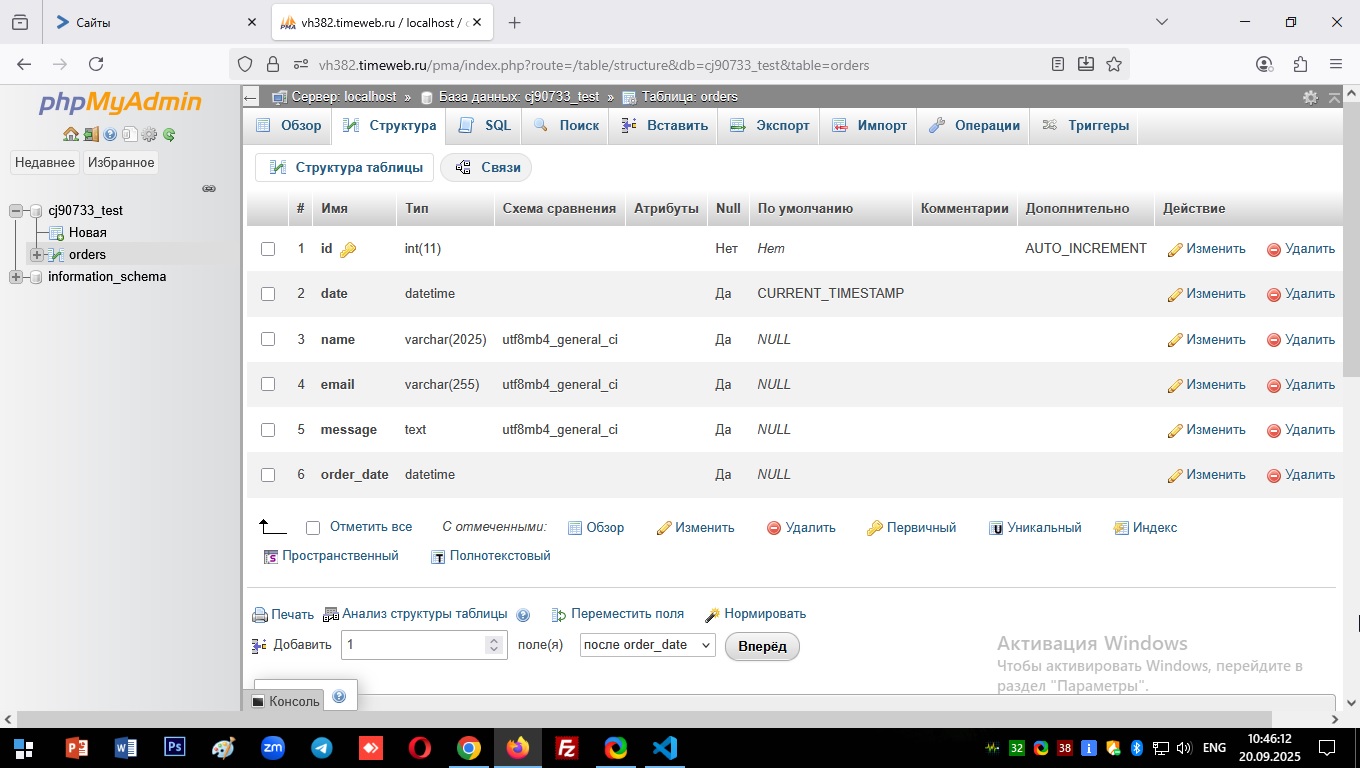 Сайты
vh382.timeweb.ru / localhost / c
vh382.timeweb.ru/pma/index.php?route=/table/structure&db=cj90733_test&table=orders
phpMyAdmin
Недавнее Избранное
cj90733_test
Новая
orders
information_schema
Сервер: localhost » База данных: cj90733_test » Таблица: orders
Обзор Структура SQL Поиск Вставить Экспорт Импорт Операции Триггеры
Структура таблицы Связи
# Имя Тип Схема сравнения Атрибуты Null По умолчанию Комментарии Дополнительно Действие
1 id int(11) Нет Нет AUTO_INCREMENT Изменить Удалить
2 date datetime Да CURRENT_TIMESTAMP Изменить Удалить
3 name varchar(2025) utf8mb4_general_ci Да NULL Изменить Удалить
4 email varchar(255) utf8mb4_general_ci Да NULL Изменить Удалить
5 message text utf8mb4_general_ci Да NULL Изменить Удалить
6 order_date datetime Да NULL Изменить Удалить
Отметить все С отмеченными: Обзор Изменить Удалить Первичный Уникальный Индекс
Пространственный Полнотекстовый
Печать Анализ структуры таблицы Переместить поля Нормировать
Добавить 1 поле(я) после order_date Вперёд
Консоль
Активация Windows
Чтобы активировать Windows, перейдите в
раздел "Параметры".
32 38 ENG 10:46:12
20.09.2025